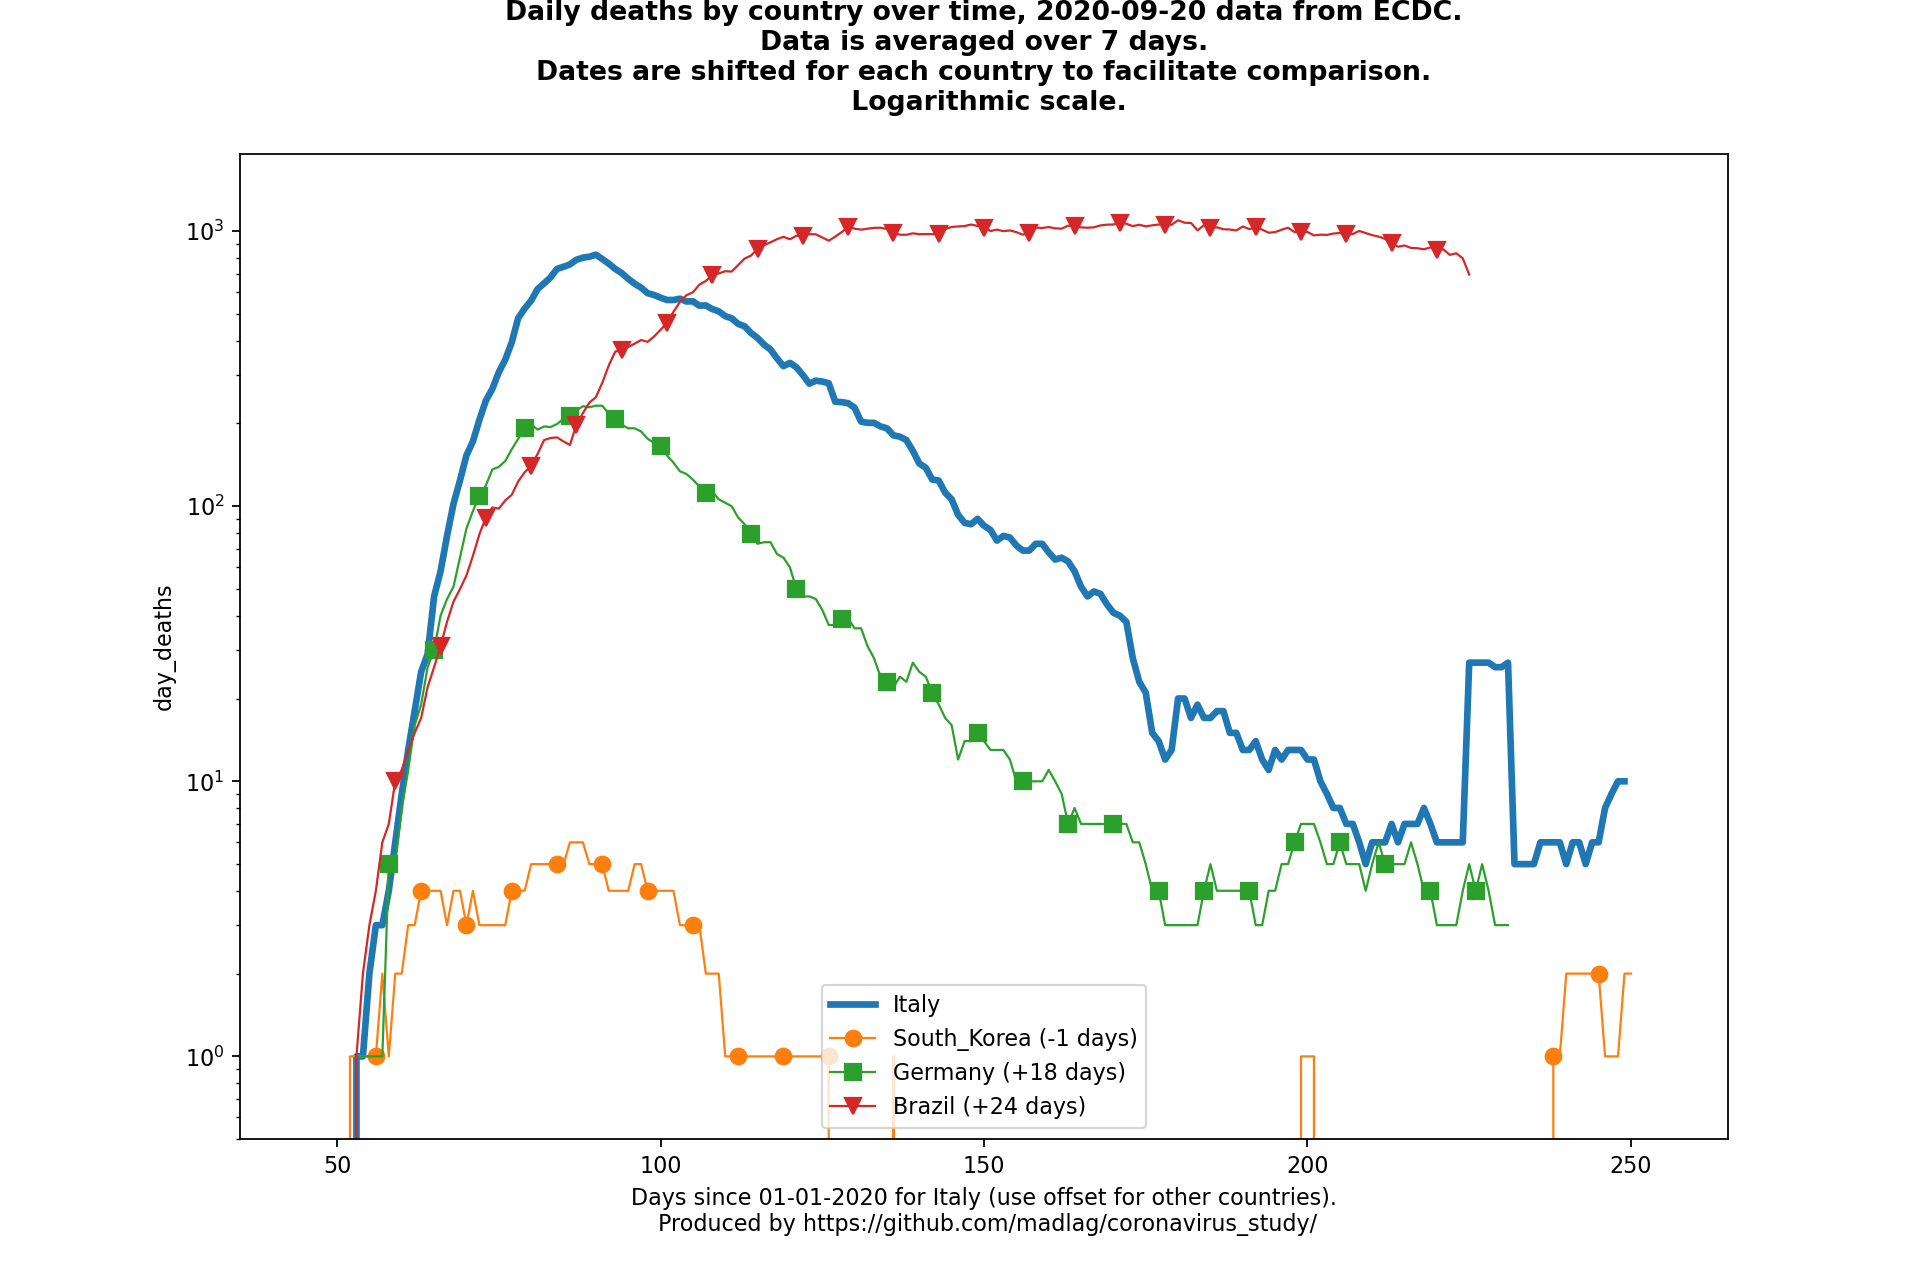 Daily deaths by country over time, 2020-09-20 data from ECDC.
Data is averaged over 7 days.
Dates are shifted for each country to facilitate comparison.
Logarithmic scale.
10³
10²
10¹
10⁰
day_deaths
Italy
South_Korea (-1 days)
Germany (+18 days)
Brazil (+24 days)
50 100 150 200 250
Days since 01-01-2020 for Italy (use offset for other countries).
Produced by https://github.com/madlag/coronavirus_study/